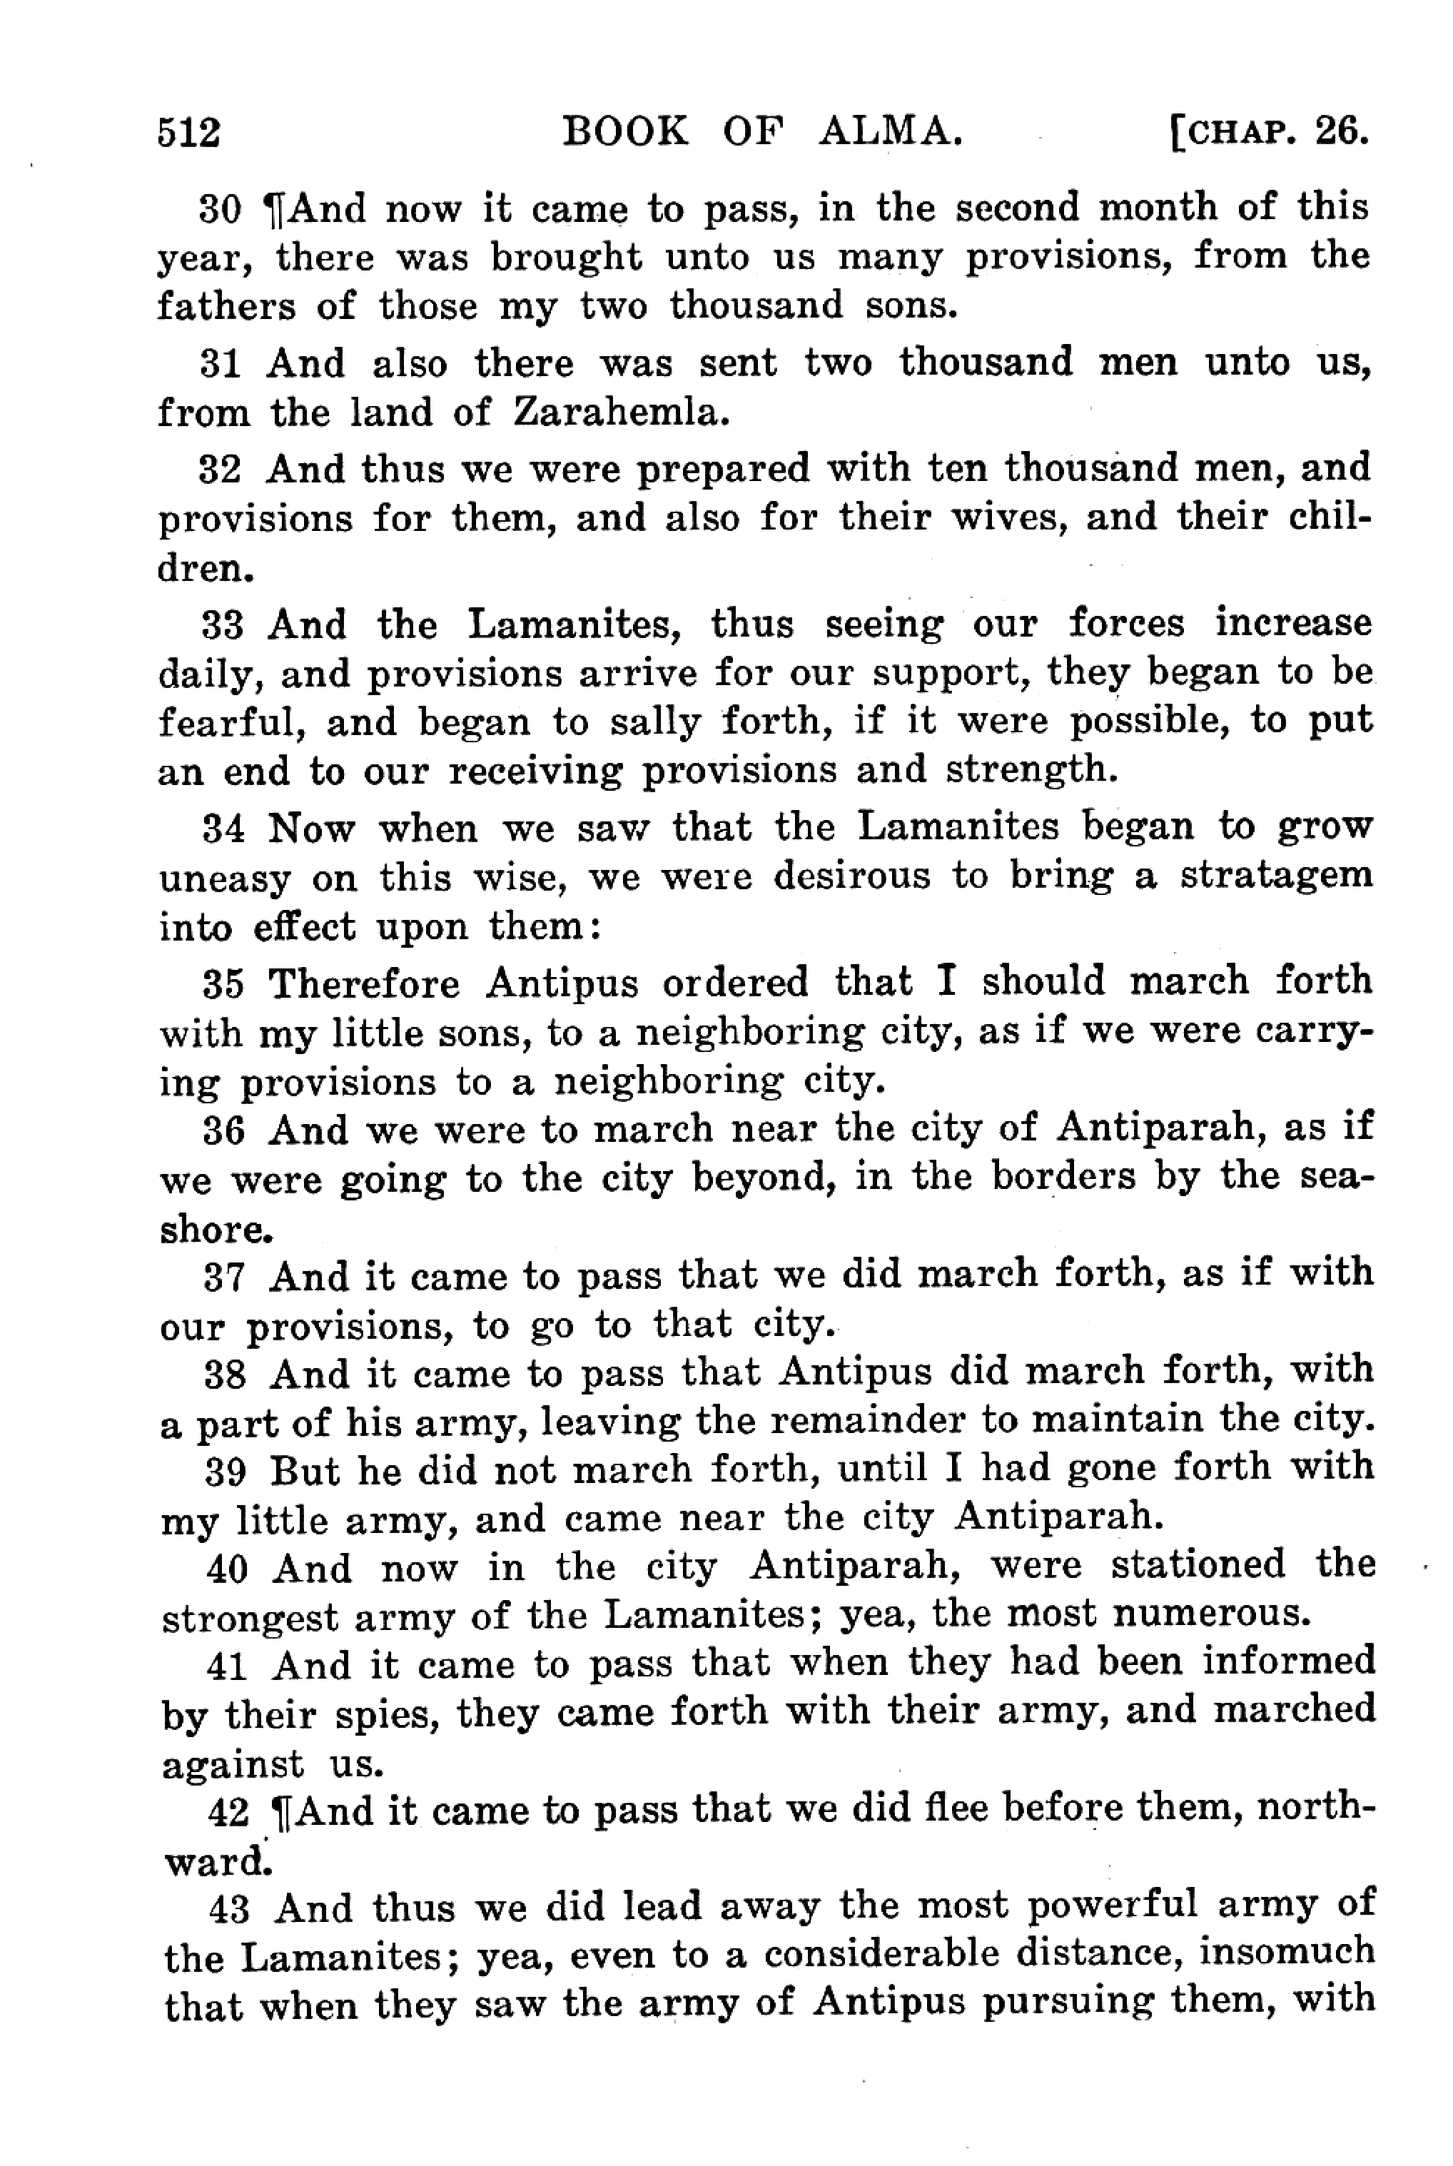 512 BOOK OF ALMA. [CHAP. 26.
30 ¶And now it came to pass, in the second month of this
year, there was brought unto us many provisions, from the
fathers of those my two thousand sons.
31 And also there was sent two thousand men unto us,
from the land of Zarahemla.
32 And thus we were prepared with ten thousand men, and
provisions for them, and also for their wives, and their chil-
dren.
33 And the Lamanites, thus seeing our forces increase
daily, and provisions arrive for our support, they began to be
fearful, and began to sally forth, if it were possible, to put
an end to our receiving provisions and strength.
34 Now when we saw that the Lamanites began to grow
uneasy on this wise, we were desirous to bring a stratagem
into effect upon them:
35 Therefore Antipus ordered that I should march forth
with my little sons, to a neighboring city, as if we were carry-
ing provisions to a neighboring city.
36 And we were to march near the city of Antiparah, as if
we were going to the city beyond, in the borders by the sea-
shore.
37 And it came to pass that we did march forth, as if with
our provisions, to go to that city.
38 And it came to pass that Antipus did march forth, with
a part of his army, leaving the remainder to maintain the city.
39 But he did not march forth, until I had gone forth with
my little army, and came near the city Antiparah.
40 And now in the city Antiparah, were stationed the
strongest army of the Lamanites; yea, the most numerous.
41 And it came to pass that when they had been informed
by their spies, they came forth with their army, and marched
against us.
42 ¶And it came to pass that we did flee before them, north-
ward.
43 And thus we did lead away the most powerful army of
the Lamanites; yea, even to a considerable distance, insomuch
that when they saw the army of Antipus pursuing them, with